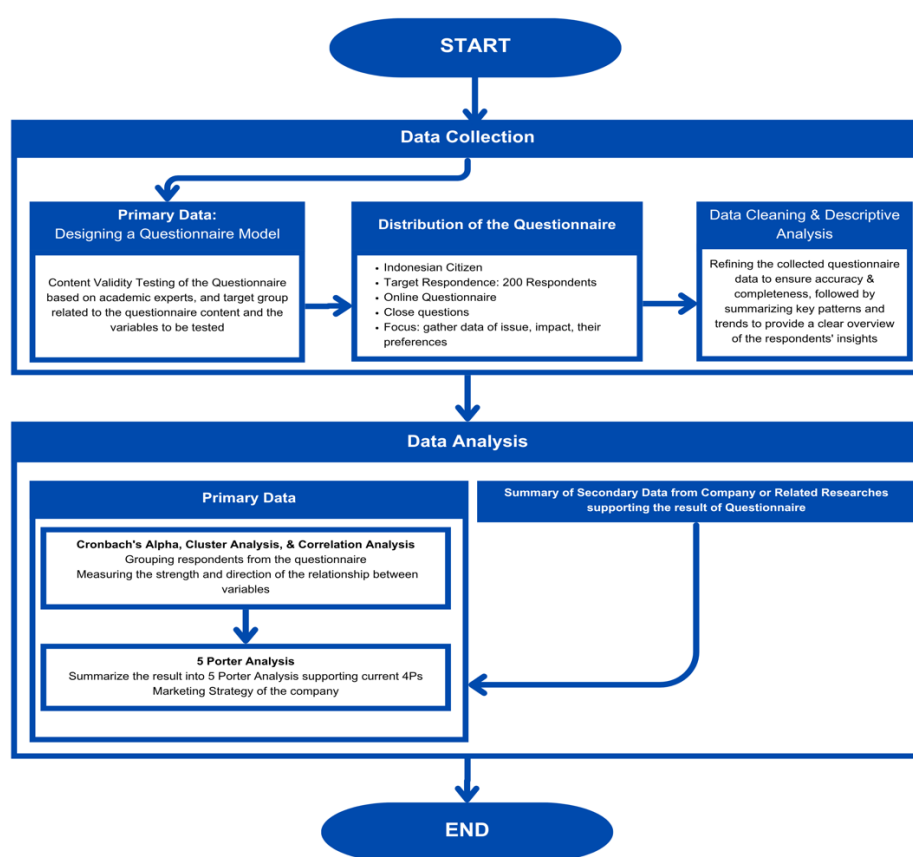 START
Data Collection
Primary Data:
Designing a Questionnaire Model
Content Validity Testing of the Questionnaire
based on academic experts, and target group
related to the questionnaire content and the
variables to be tested
Distribution of the Questionnaire
• Indonesian Citizen
• Target Respondence: 200 Respondents
• Online Questionnaire
• Close questions
• Focus: gather data of issue, impact, their
preferences
Data Cleaning & Descriptive
Analysis
Refining the collected questionnaire
data to ensure accuracy &
completeness, followed by
summarizing key patterns and
trends to provide a clear overview
of the respondents' insights
Data Analysis
Primary Data
Cronbach's Alpha, Cluster Analysis, & Correlation Analysis
Grouping respondents from the questionnaire
Measuring the strength and direction of the relationship between
variables
5 Porter Analysis
Summarize the result into 5 Porter Analysis supporting current 4Ps
Marketing Strategy of the company
Summary of Secondary Data from Company or Related Researches
supporting the result of Questionnaire
END